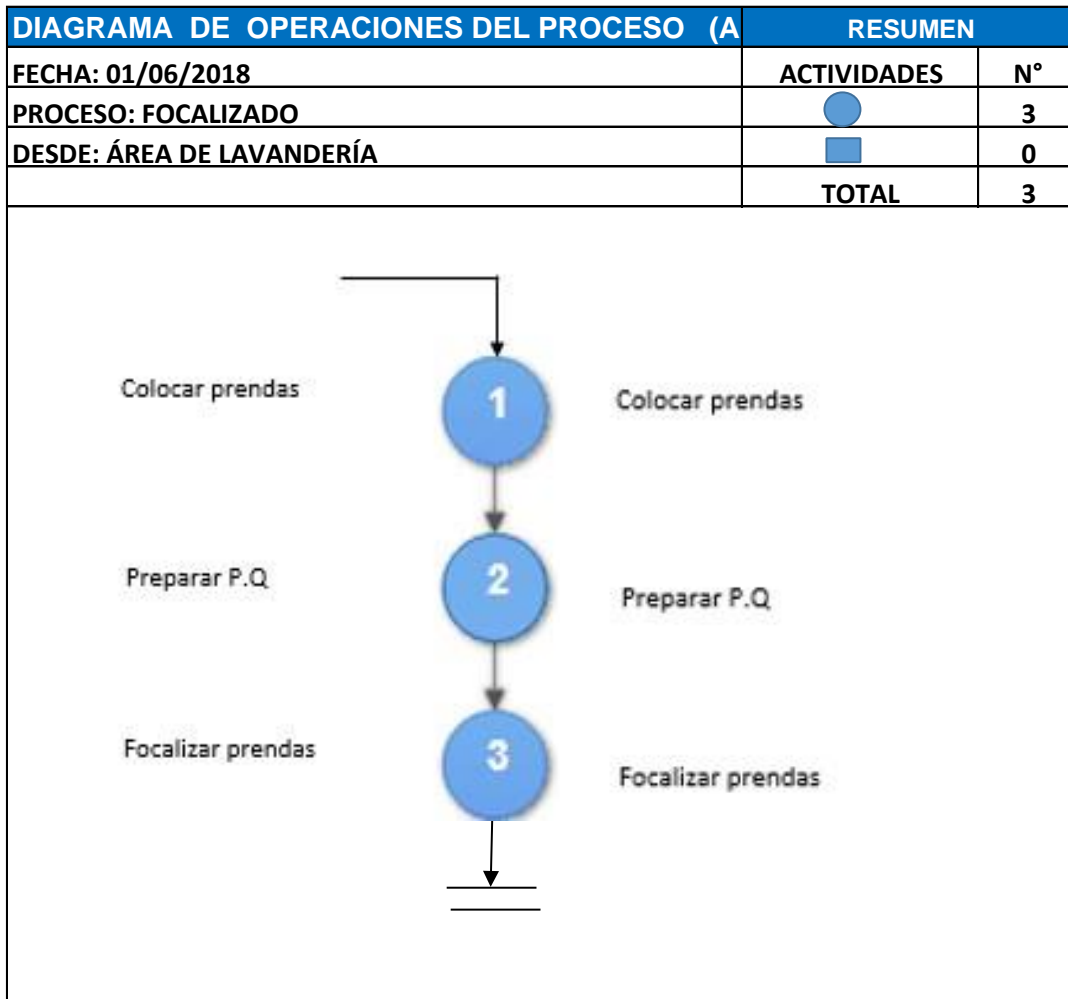 DIAGRAMA DE OPERACIONES DEL PROCESO (A
RESUMEN
FECHA: 01/06/2018
ACTIVIDADES N°
PROCESO: FOCALIZADO
3
DESDE: ÁREA DE LAVANDERÍA
0
TOTAL 3
Colocar prendas
1
Colocar prendas
Preparar P.Q
2
Preparar P.Q
Focalizar prendas
3
Focalizar prendas